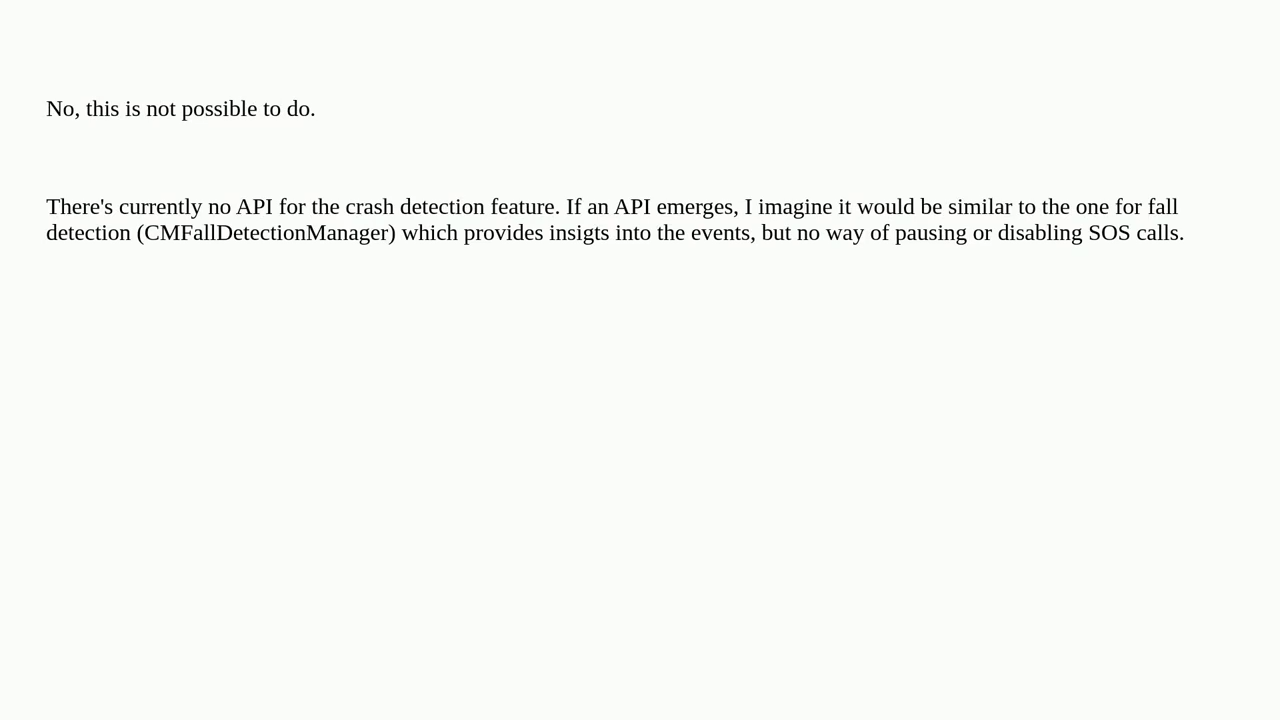 No, this is not possible to do.
There's currently no API for the crash detection feature. If an API emerges, I imagine it would be similar to the one for fall
detection (CMFallDetectionManager) which provides insigts into the events, but no way of pausing or disabling SOS calls.